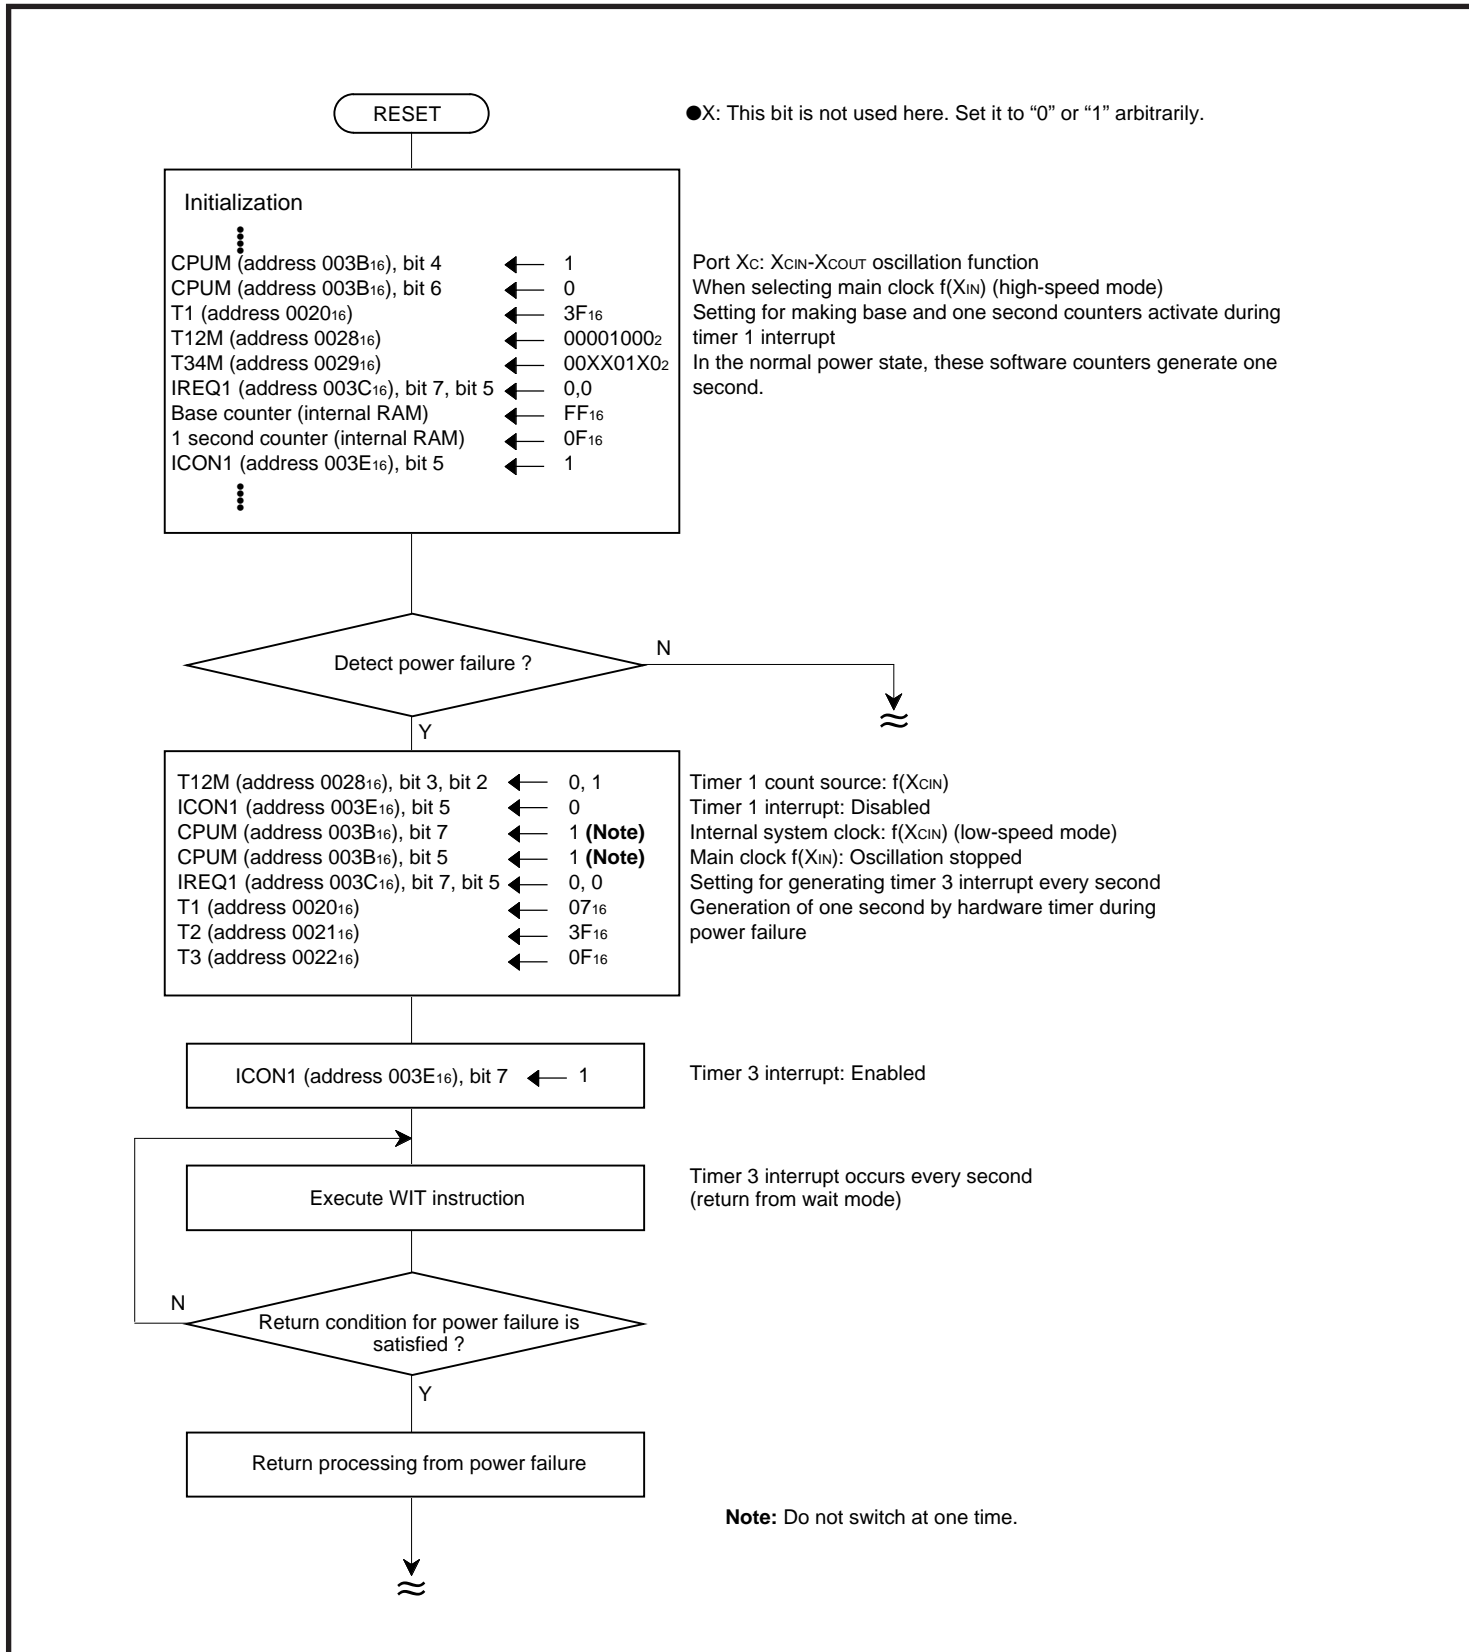 RESET
●X: This bit is not used here. Set it to “0” or “1” arbitrarily.
Initialization
CPUM (address 003B16), bit 4 ← 1 Port XC: XCIN-XCOUT oscillation function
CPUM (address 003B16), bit 6 ← 0 When selecting main clock f(XIN) (high-speed mode)
T1 (address 002016) ← 3F16 Setting for making base and one second counters activate during
T12M (address 002816) ← 000010002 timer 1 interrupt
T34M (address 002916) ← 00XX01X02 In the normal power state, these software counters generate one
IREQ1 (address 003C16), bit 7, bit 5 ← 0,0 second.
Base counter (internal RAM) ← FF16
1 second counter (internal RAM) ← 0F16
ICON1 (address 003E16), bit 5 ← 1
Detect power failure ?
N
Y
T12M (address 002816), bit 3, bit 2 ← 0, 1 Timer 1 count source: f(XCIN)
ICON1 (address 003E16), bit 5 ← 0 Timer 1 interrupt: Disabled
CPUM (address 003B16), bit 7 ← 1 (Note) Internal system clock: f(XCIN) (low-speed mode)
CPUM (address 003B16), bit 5 ← 1 (Note) Main clock f(XIN): Oscillation stopped
IREQ1 (address 003C16), bit 7, bit 5 ← 0, 0 Setting for generating timer 3 interrupt every second
T1 (address 002016) ← 0716 Generation of one second by hardware timer during
T2 (address 002116) ← 3F16 power failure
T3 (address 002216) ← 0F16
ICON1 (address 003E16), bit 7 ← 1 Timer 3 interrupt: Enabled
Timer 3 interrupt occurs every second
Execute WIT instruction (return from wait mode)
N
Return condition for power failure is
satisfied ?
Y
Return processing from power failure
Note: Do not switch at one time.